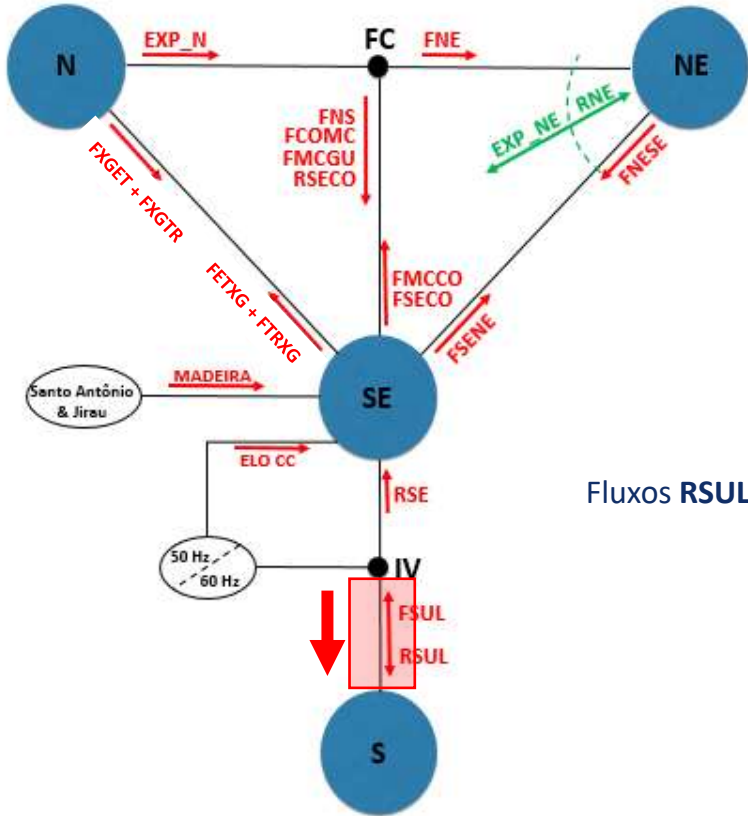 N
EXP_N
FC
FNE
NE
FNS
FCOMC
FMCGU
RSECO
EXP_NE RNE
FNESE
FXGET + FXGTR
FETXG + FTRXG
FMCCO
FSECO
FSENE
Santo Antônio
& Jirau
MADEIRA
SE
ELO CC
RSE
Fluxos RSUL
50 Hz
60 Hz
IV
FSUL
RSUL
S